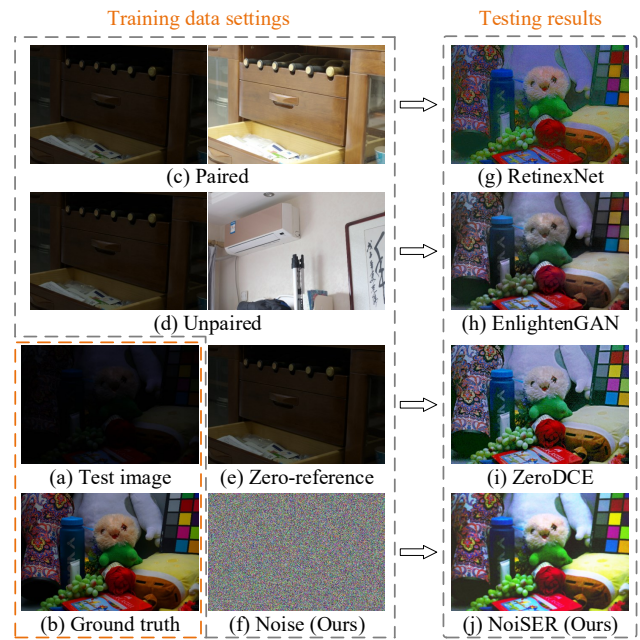 Training data settings
Testing results
(c) Paired
(g) RetinexNet
(d) Unpaired
(h) EnlightenGAN
(a) Test image
(e) Zero-reference
(i) ZeroDCE
(b) Ground truth
(f) Noise (Ours)
(j) NoiSER (Ours)